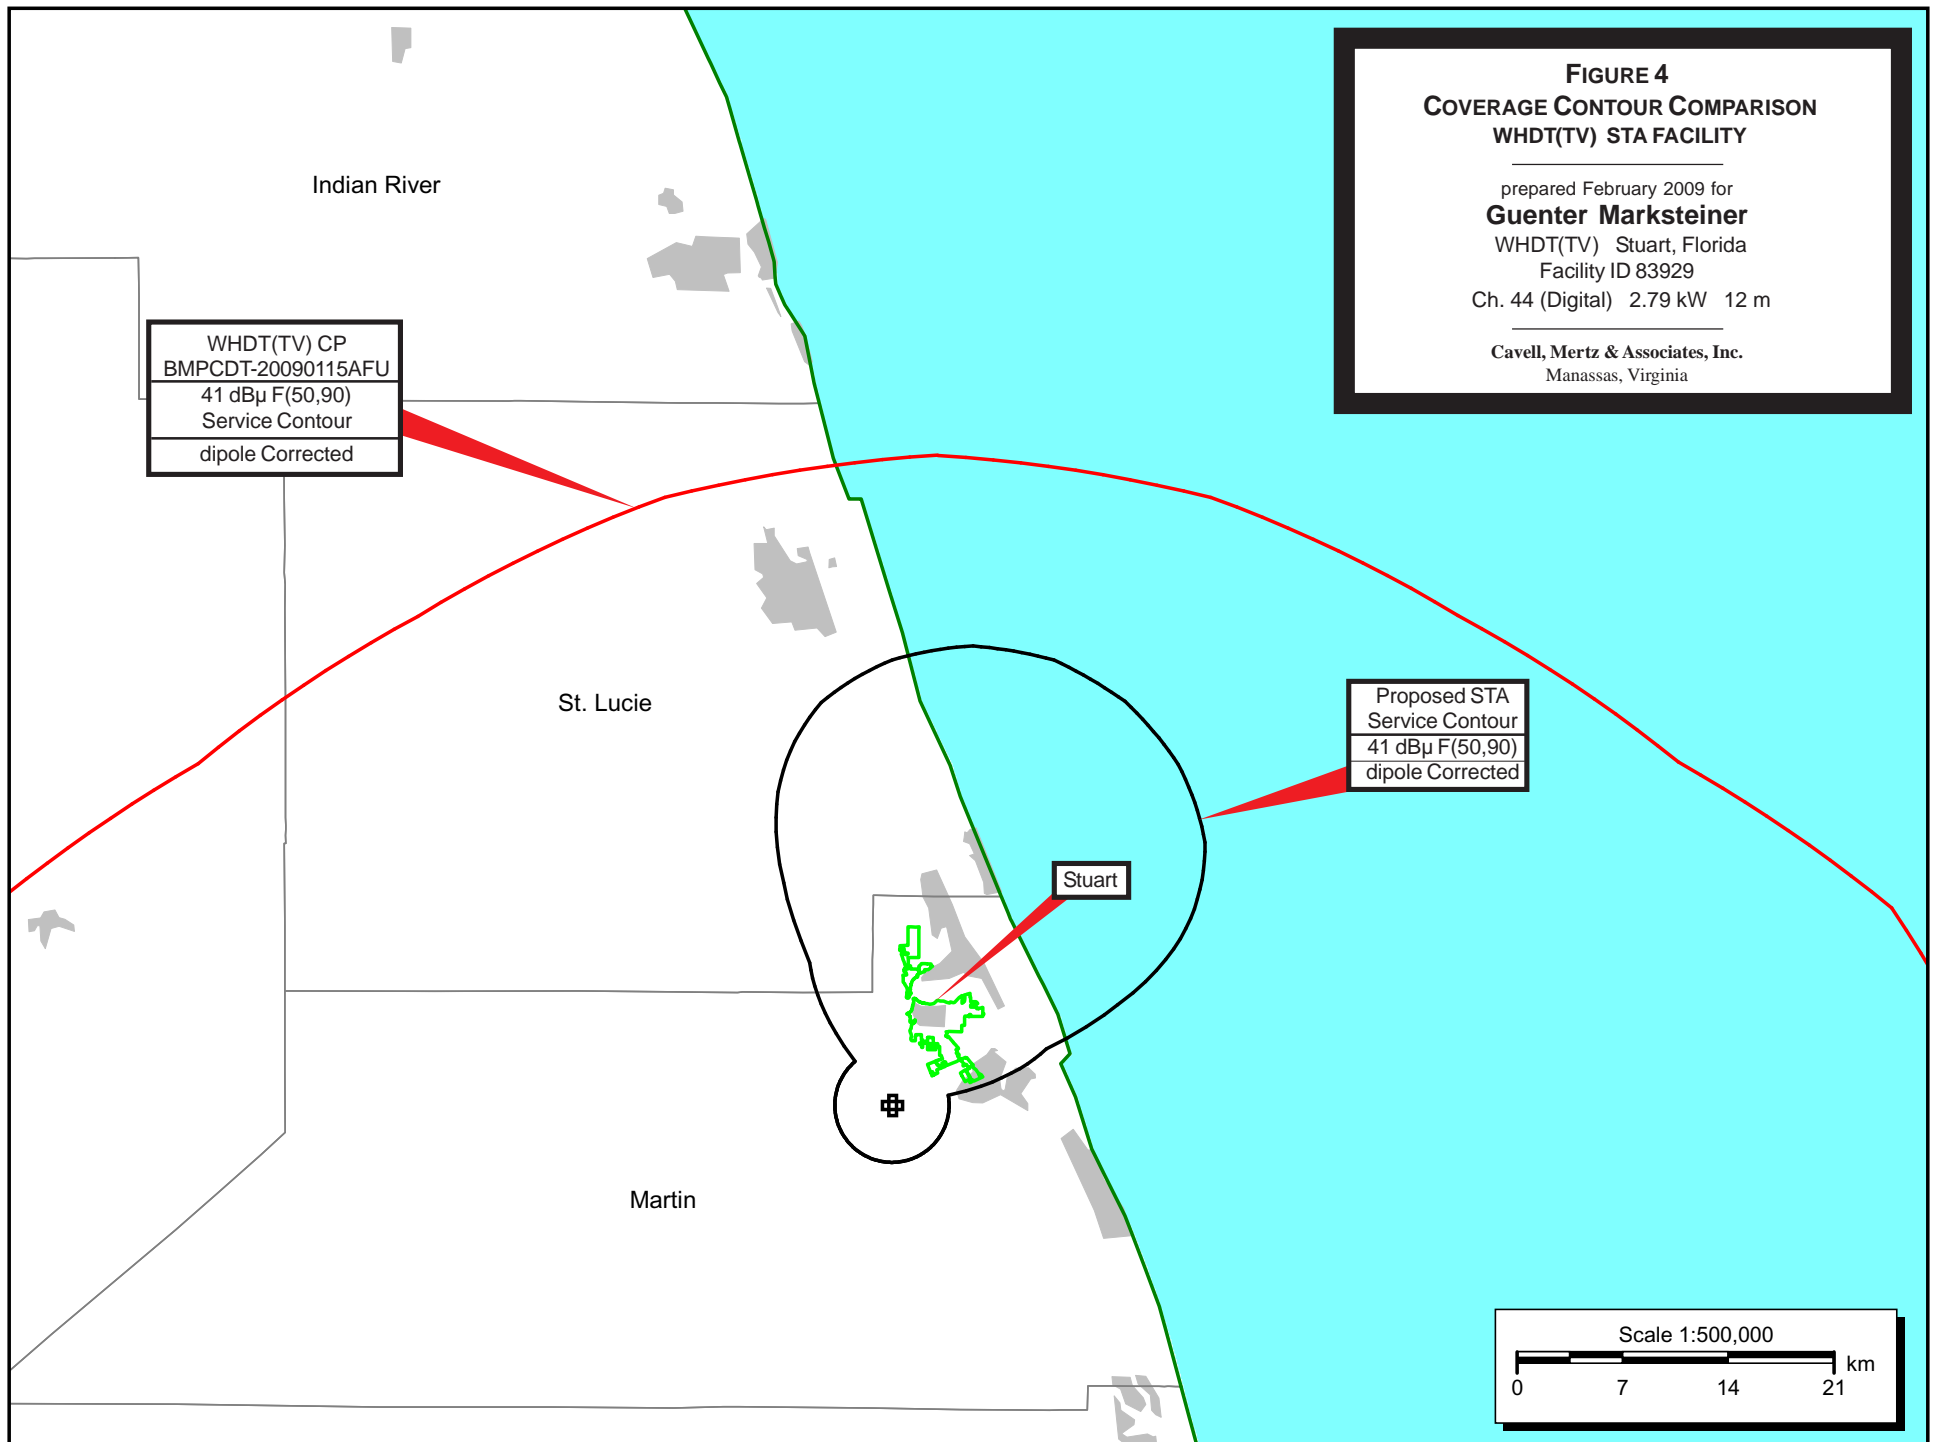 FIGURE 4
COVERAGE CONTOUR COMPARISON
WHDT(TV) STA FACILITY
prepared February 2009 for
Guenter Marksteiner
WHDT(TV) Stuart, Florida
Facility ID 83929
Ch. 44 (Digital) 2.79 kW 12 m
Cavell, Mertz & Associates, Inc.
Manassas, Virginia
Indian River
WHDT(TV) CP
BMPCDT-20090115AFU
41 dBμ F(50,90)
Service Contour
dipole Corrected
St. Lucie
Proposed STA
Service Contour
41 dBμ F(50,90)
dipole Corrected
Stuart
Martin
Scale 1:500,000
km
0 7 14 21